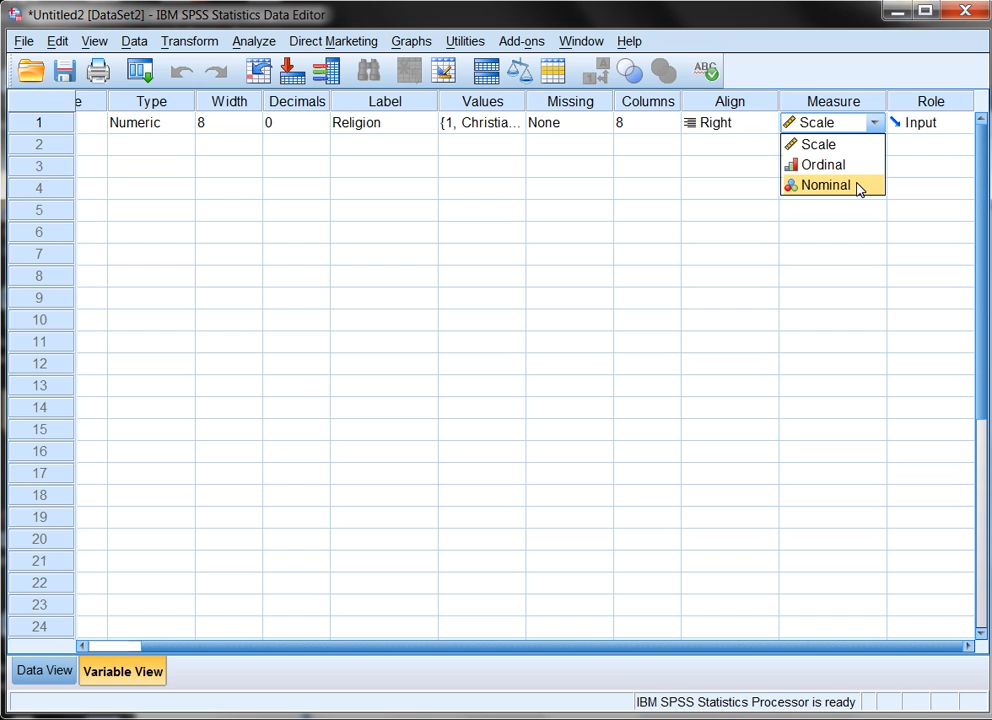 *Untitled2 [DataSet2] - IBM SPSS Statistics Data Editor
File Edit View Data Transform Analyze Direct Marketing Graphs Utilities Add-ons Window Help
e Type Width Decimals Label Values Missing Columns Align Measure Role
1 Numeric 8 0 Religion {1, Christia... None 8 Right Scale Input
2 Scale
3 Ordinal
4 Nominal
5
6
7
8
9
10
11
12
13
14
15
16
17
18
19
20
21
22
23
24
Data View Variable View
IBM SPSS Statistics Processor is ready